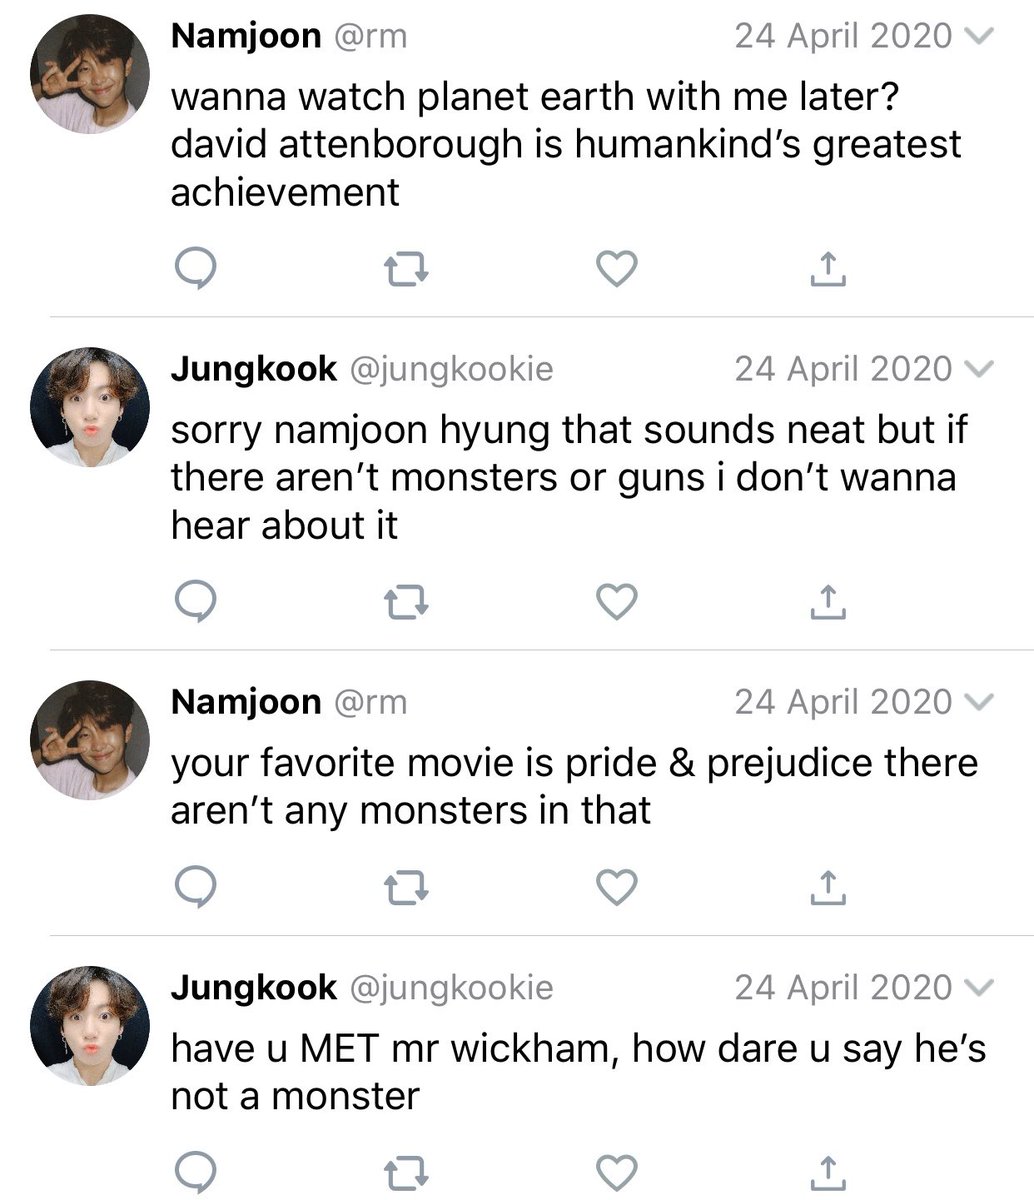 Namjoon @rm 24 April 2020
wanna watch planet earth with me later?
david attenborough is humankind’s greatest
achievement
Jungkook @jungkookie 24 April 2020
sorry namjoon hyung that sounds neat but if
there aren’t monsters or guns i don’t wanna
hear about it
Namjoon @rm 24 April 2020
your favorite movie is pride & prejudice there
aren’t any monsters in that
Jungkook @jungkookie 24 April 2020
have u MET mr wickham, how dare u say he’s
not a monster